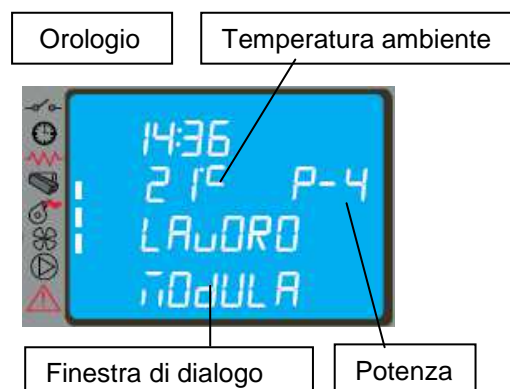 Orologio
Temperatura ambiente
14:36
21°C P-4
LAVORO
MODULA
Finestra di dialogo
Potenza